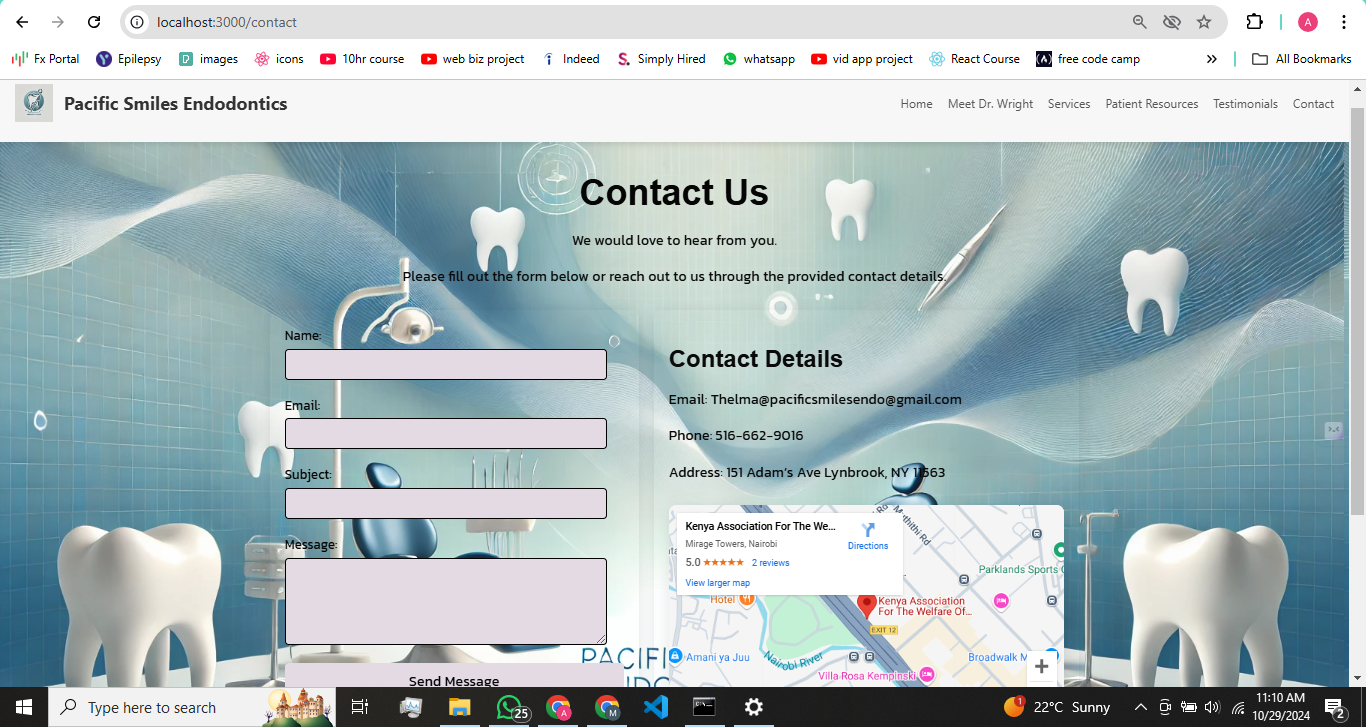 localhost:3000/contact
A
Fx Portal
Epilepsy
images
icons
10hr course
web biz project
Indeed
Simply Hired
whatsapp
vid app project
React Course
free code camp
All Bookmarks
Pacific Smiles Endodontics
Home
Meet Dr. Wright
Services
Patient Resources
Testimonials
Contact
Contact Us
We would love to hear from you.
Please fill out the form below or reach out to us through the provided contact details.
Name:
Email:
Subject:
Message:
Send Message
Contact Details
Email: Thelma@pacificsmilesendo@gmail.com
Phone: 516-662-9016
Address: 151 Adam's Ave Lynbrook, NY 11563
Kenya Association For The We...
Mirage Towers, Nairobi
5.0
2 reviews
View larger map
Directions
Muthithi Rd
Parklands Sports
Hotel
Kenya Association
For The Welfare Of...
EXIT 12
Amani ya Juu
Nairobi River
Broadwalk M
Villa Rosa Kempinski
PACIFI
Type here to search
25
A
M
1
22°C Sunny
11:10 AM
10/29/2024
2